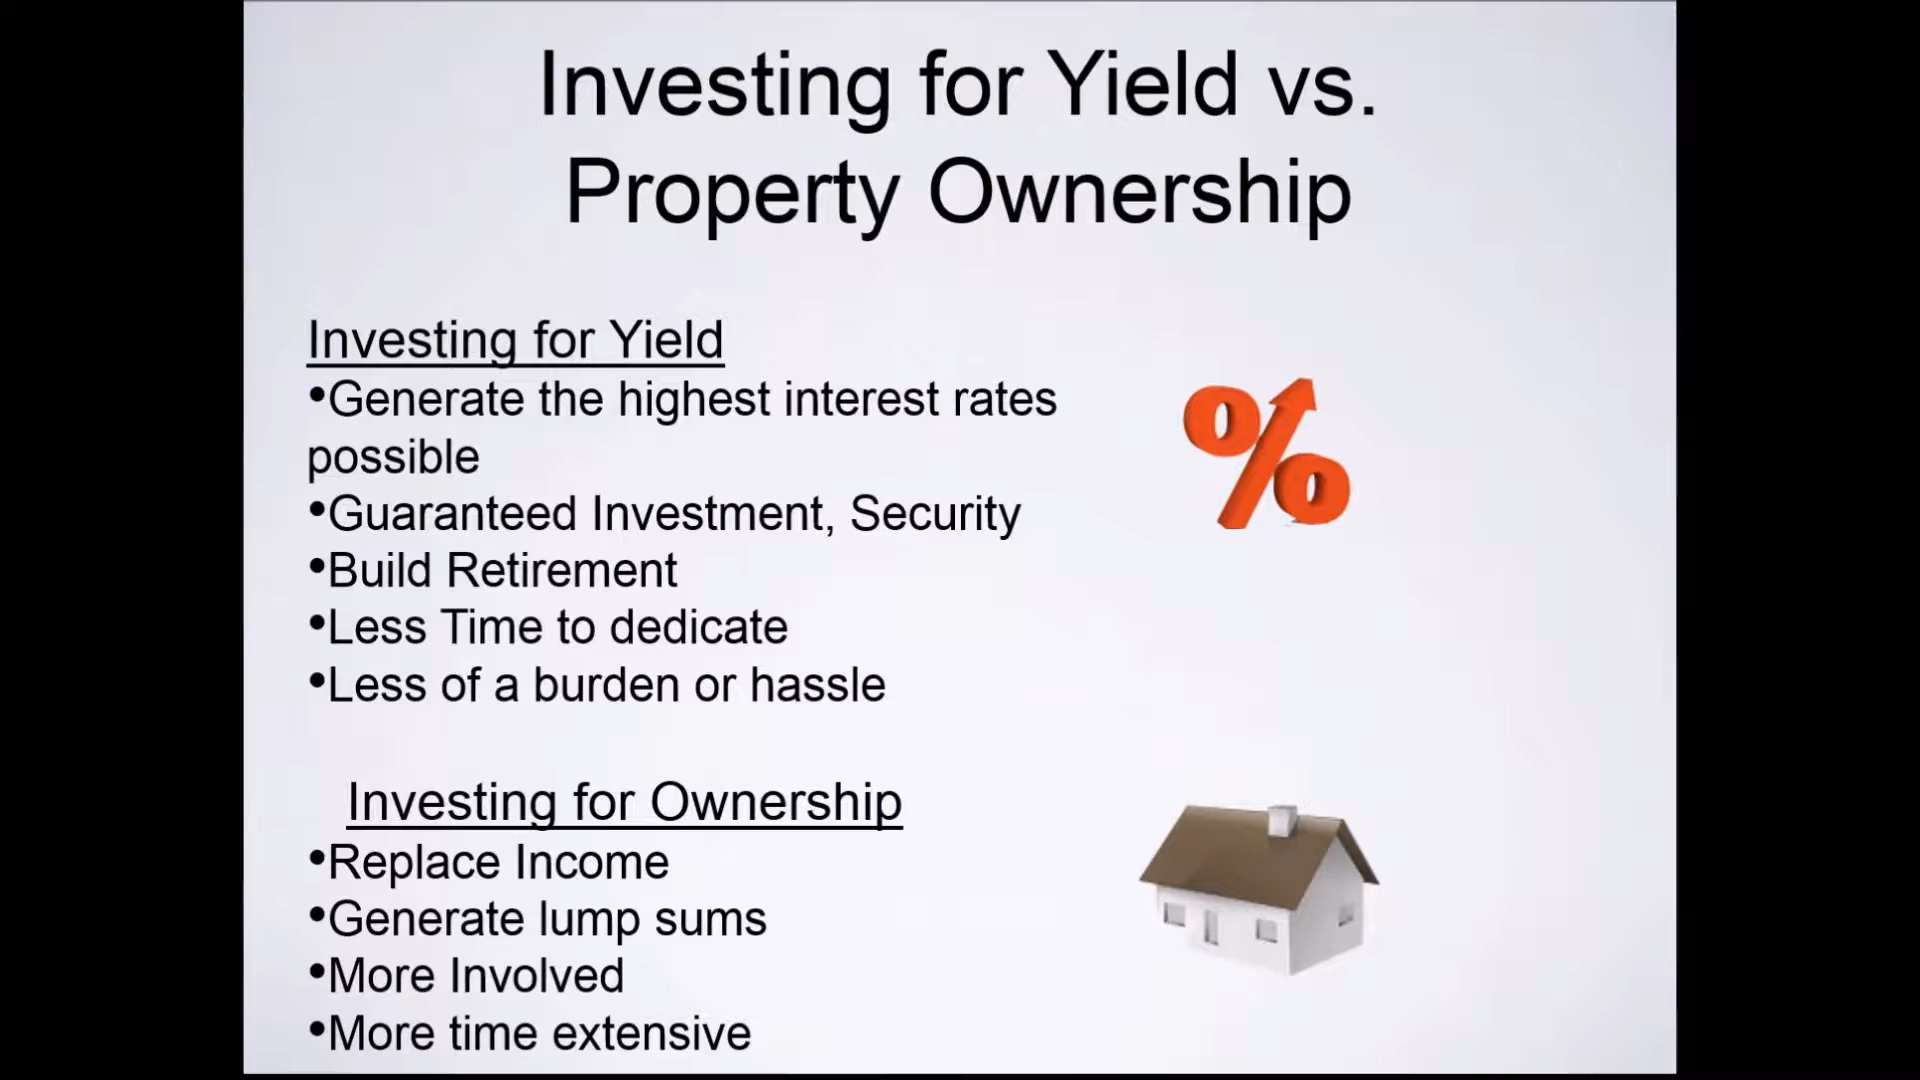 Investing for Yield vs.
Property Ownership
Investing for Yield
•Generate the highest interest rates
possible
•Guaranteed Investment, Security
•Build Retirement
•Less Time to dedicate
•Less of a burden or hassle
Investing for Ownership
•Replace Income
•Generate lump sums
•More Involved
•More time extensive
%